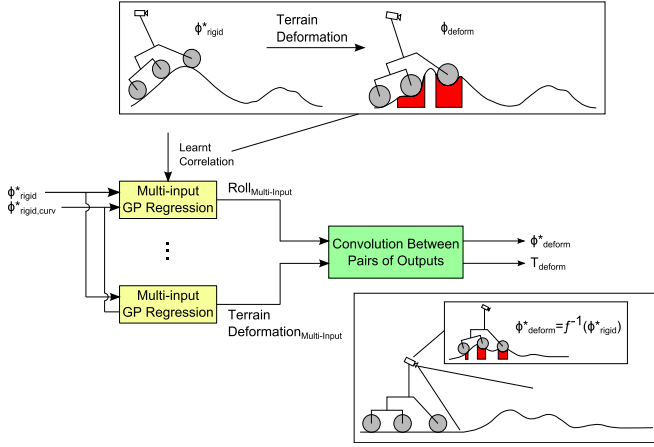 ϕ*rigid
Terrain
Deformation
ϕdeform
Learnt
Correlation
ϕ*rigid
ϕ*rigid,curv
Multi-input
GP Regression
RollMulti-Input
Convolution Between
Pairs of Outputs
ϕ*deform
Tdeform
Multi-input
GP Regression
Terrain
DeformationMulti-Input
ϕ*deform=f-1(ϕ*rigid)